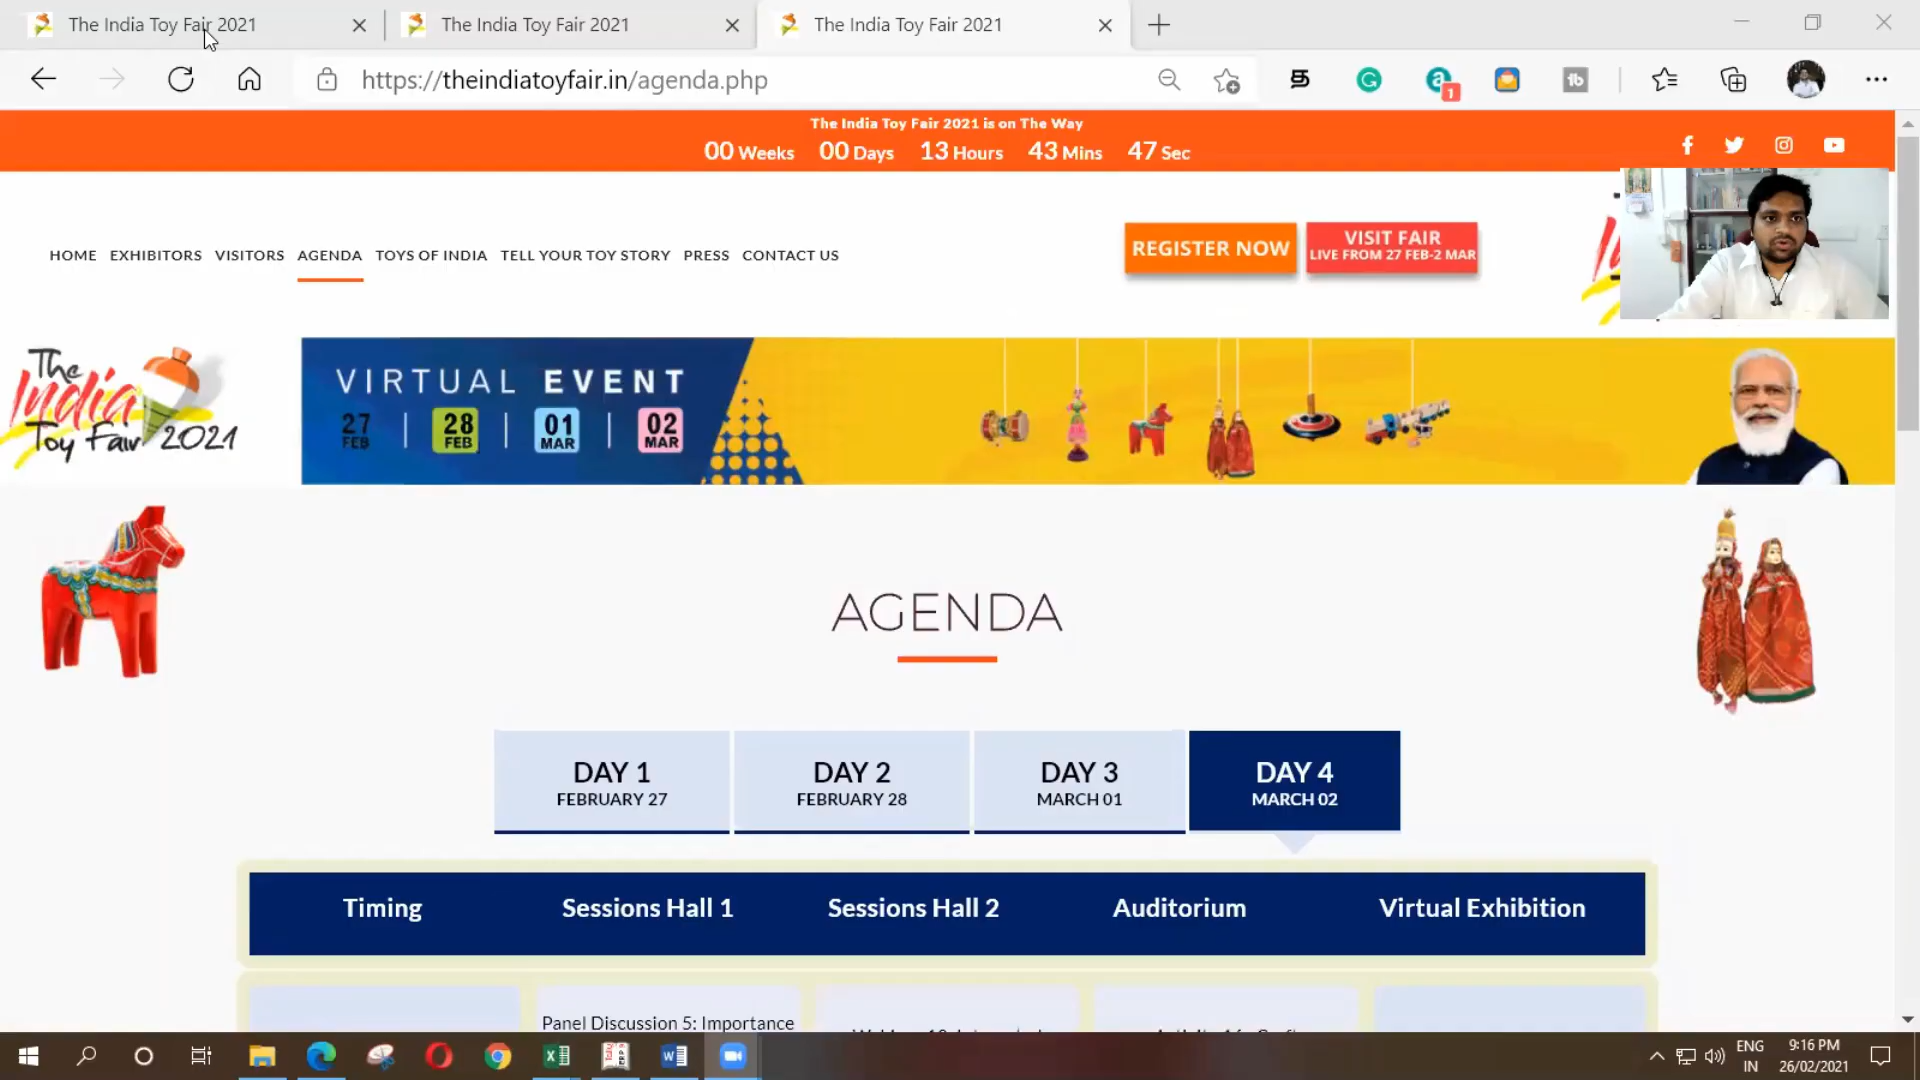 The India Toy Fair 2021
The India Toy Fair 2021
The India Toy Fair 2021
https://theindiatoyfair.in/agenda.php
1
The India Toy Fair 2021 is on The Way
00 Weeks 00 Days 13 Hours 43 Mins 47 Sec
HOME EXHIBITORS VISITORS AGENDA TOYS OF INDIA TELL YOUR TOY STORY PRESS CONTACT US
REGISTER NOW
VISIT FAIR
LIVE FROM 27 FEB-2 MAR
The
India
Toy Fair 2021
VIRTUAL EVENT
27 FEB | 28 FEB | 01 MAR | 02 MAR
AGENDA
DAY 1
FEBRUARY 27
DAY 2
FEBRUARY 28
DAY 3
MARCH 01
DAY 4
MARCH 02
Timing Sessions Hall 1 Sessions Hall 2 Auditorium Virtual Exhibition
Panel Discussion 5: Importance
ENG
IN
9:16 PM
26/02/2021